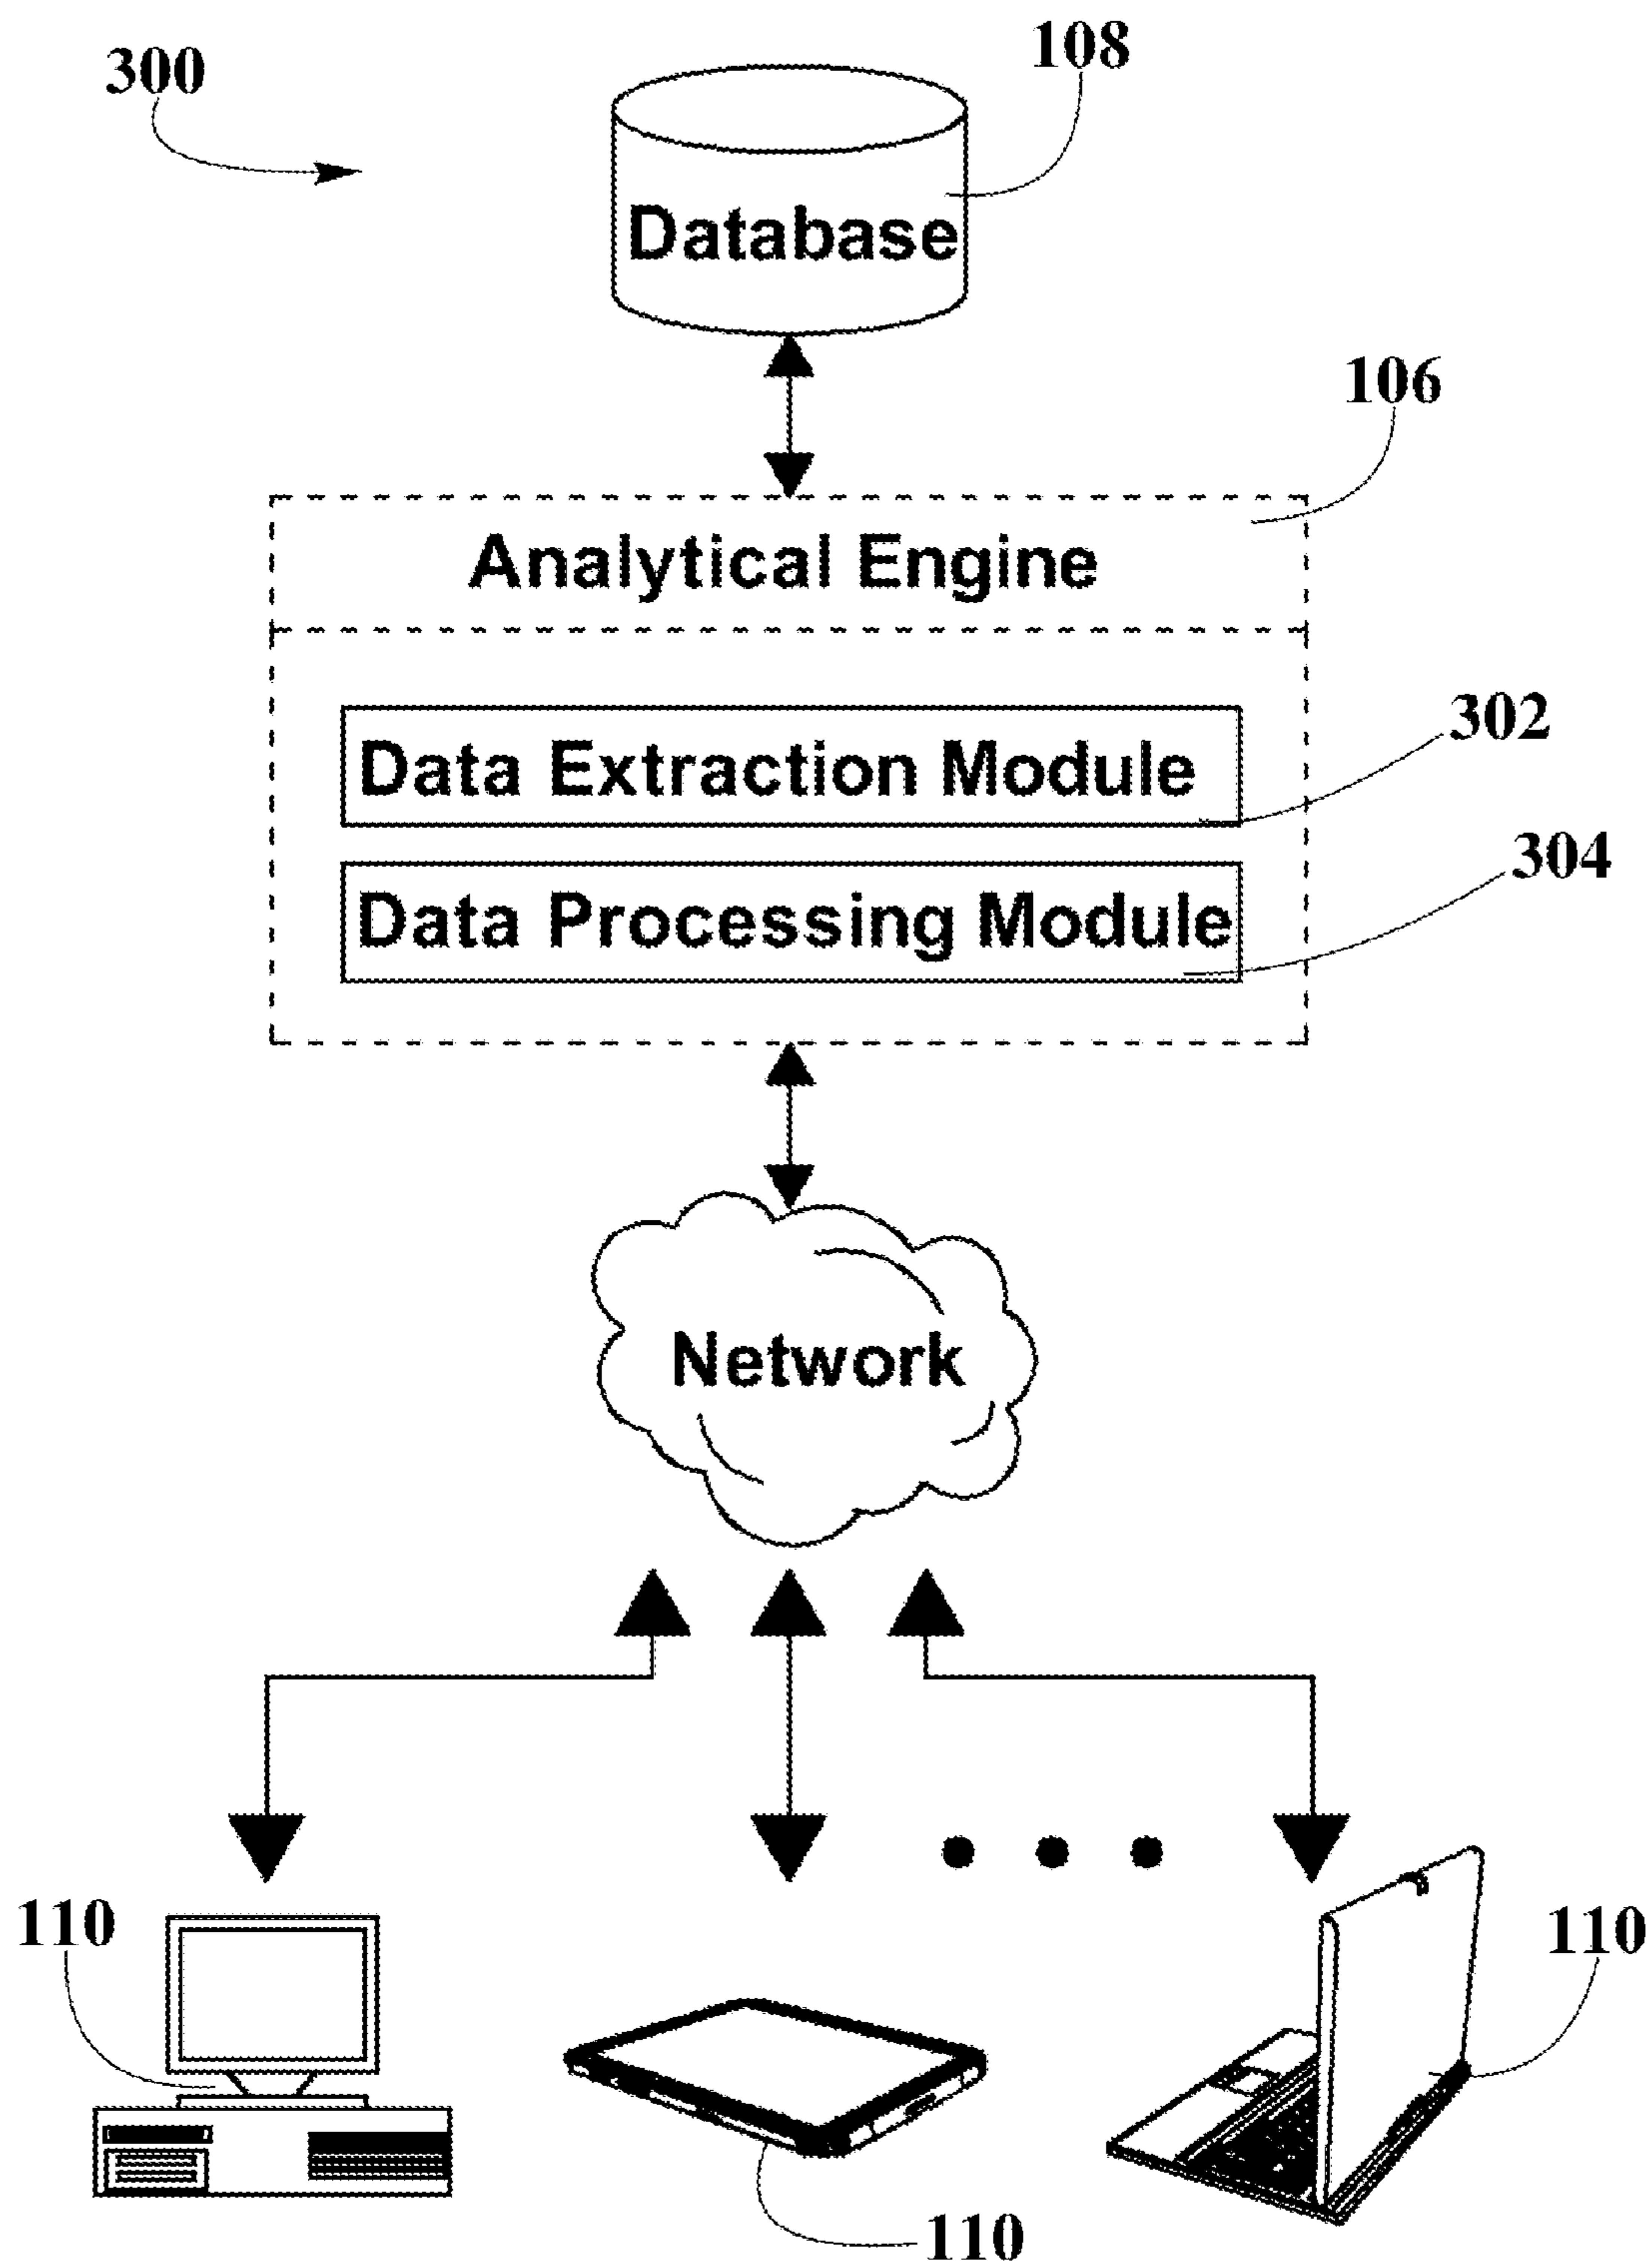 300
108
Database
106
Analytical Engine
302
Data Extraction Module
304
Data Processing Module
Network
110
110
110